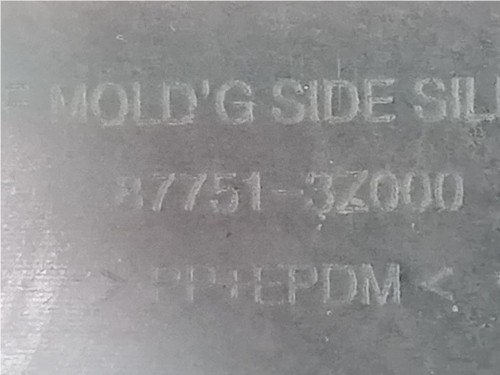 MOLD'G SIDE SIL
87751-3Z000
> PP+EPDM <